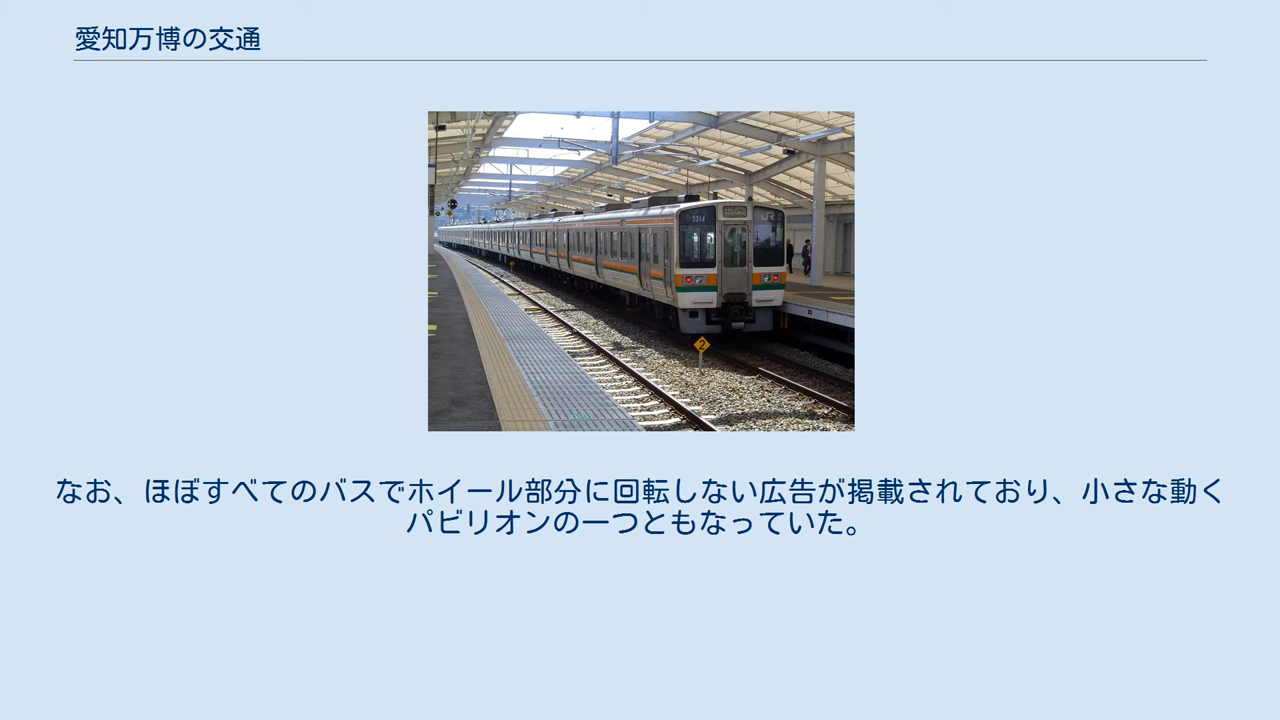 愛知万博の交通
5314
JR
2
なお、ほぼすべてのバスでホイール部分に回転しない広告が掲載されており、小さな動く
パビリオンの一つともなっていた。